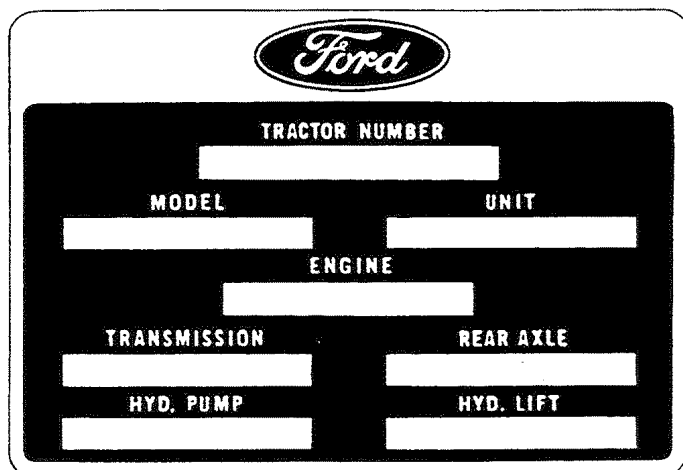 Ford
TRACTOR NUMBER
MODEL UNIT
ENGINE
TRANSMISSION REAR AXLE
HYD. PUMP HYD. LIFT